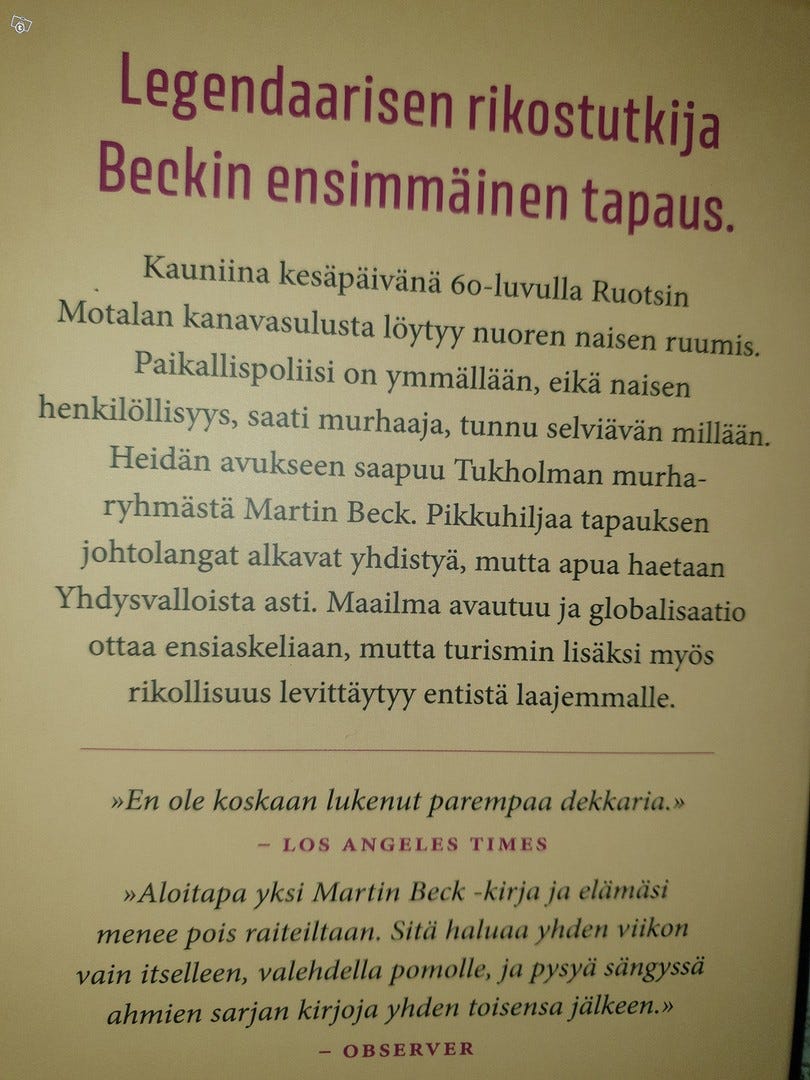 Legendaarisen rikostutkija
Beckin ensimmäinen tapaus.
Kauniina kesäpäivänä 60-luvulla Ruotsin
Motalan kanavasulusta löytyy nuoren naisen ruumis.
Paikallispoliisi on ymmällään, eikä naisen
henkilöllisyys, saati murhaaja, tunnu selviävän millään.
Heidän avukseen saapuu Tukholman murha-
ryhmästä Martin Beck. Pikkuhiljaa tapauksen
johtolangat alkavat yhdistyä, mutta apua haetaan
Yhdysvalloista asti. Maailma avautuu ja globalisaatio
ottaa ensiaskeliaan, mutta turismin lisäksi myös
rikollisuus levittäytyy entistä laajemmalle.
»En ole koskaan lukenut parempaa dekkaria.»
– LOS ANGELES TIMES
»Aloitapa yksi Martin Beck -kirja ja elämäsi
menee pois raiteiltaan. Sitä haluaa yhden viikon
vain itselleen, valehdella pomolle, ja pysyä sängyssä
ahmien sarjan kirjoja yhden toisensa jälkeen.»
– OBSERVER